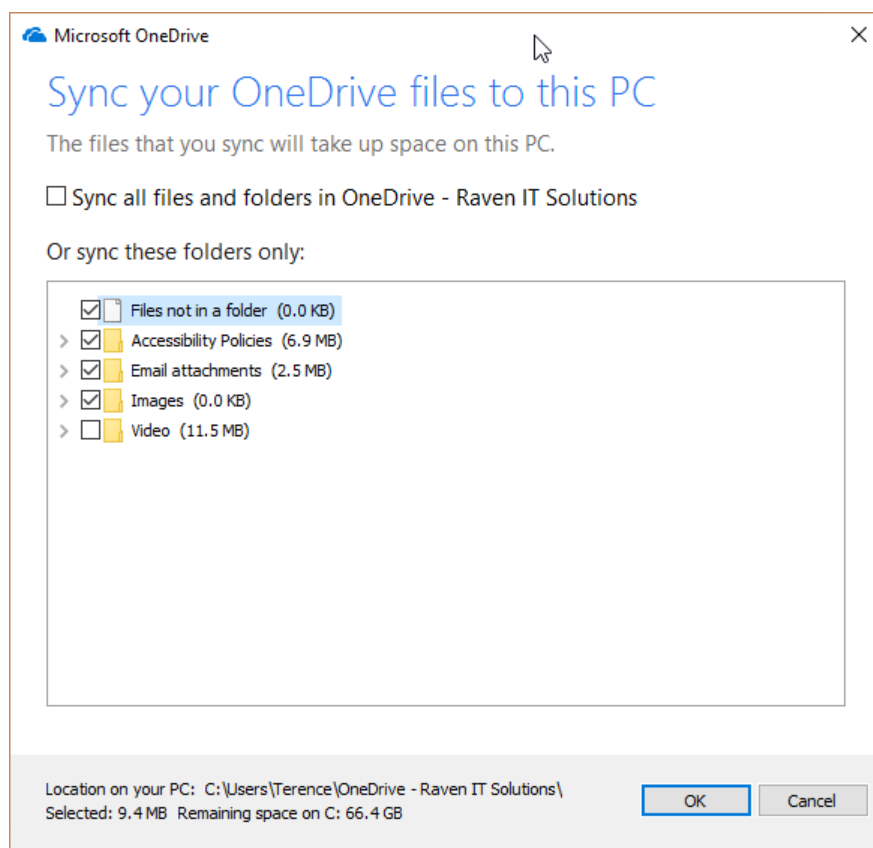 Microsoft OneDrive
Sync your OneDrive files to this PC
The files that you sync will take up space on this PC.
Sync all files and folders in OneDrive - Raven IT Solutions
Or sync these folders only:
Files not in a folder (0.0 KB)
Accessibility Policies (6.9 MB)
Email attachments (2.5 MB)
Images (0.0 KB)
Video (11.5 MB)
Location on your PC: C:\Users\Terence\OneDrive - Raven IT Solutions\
Selected: 9.4 MB Remaining space on C: 66.4 GB
OK Cancel